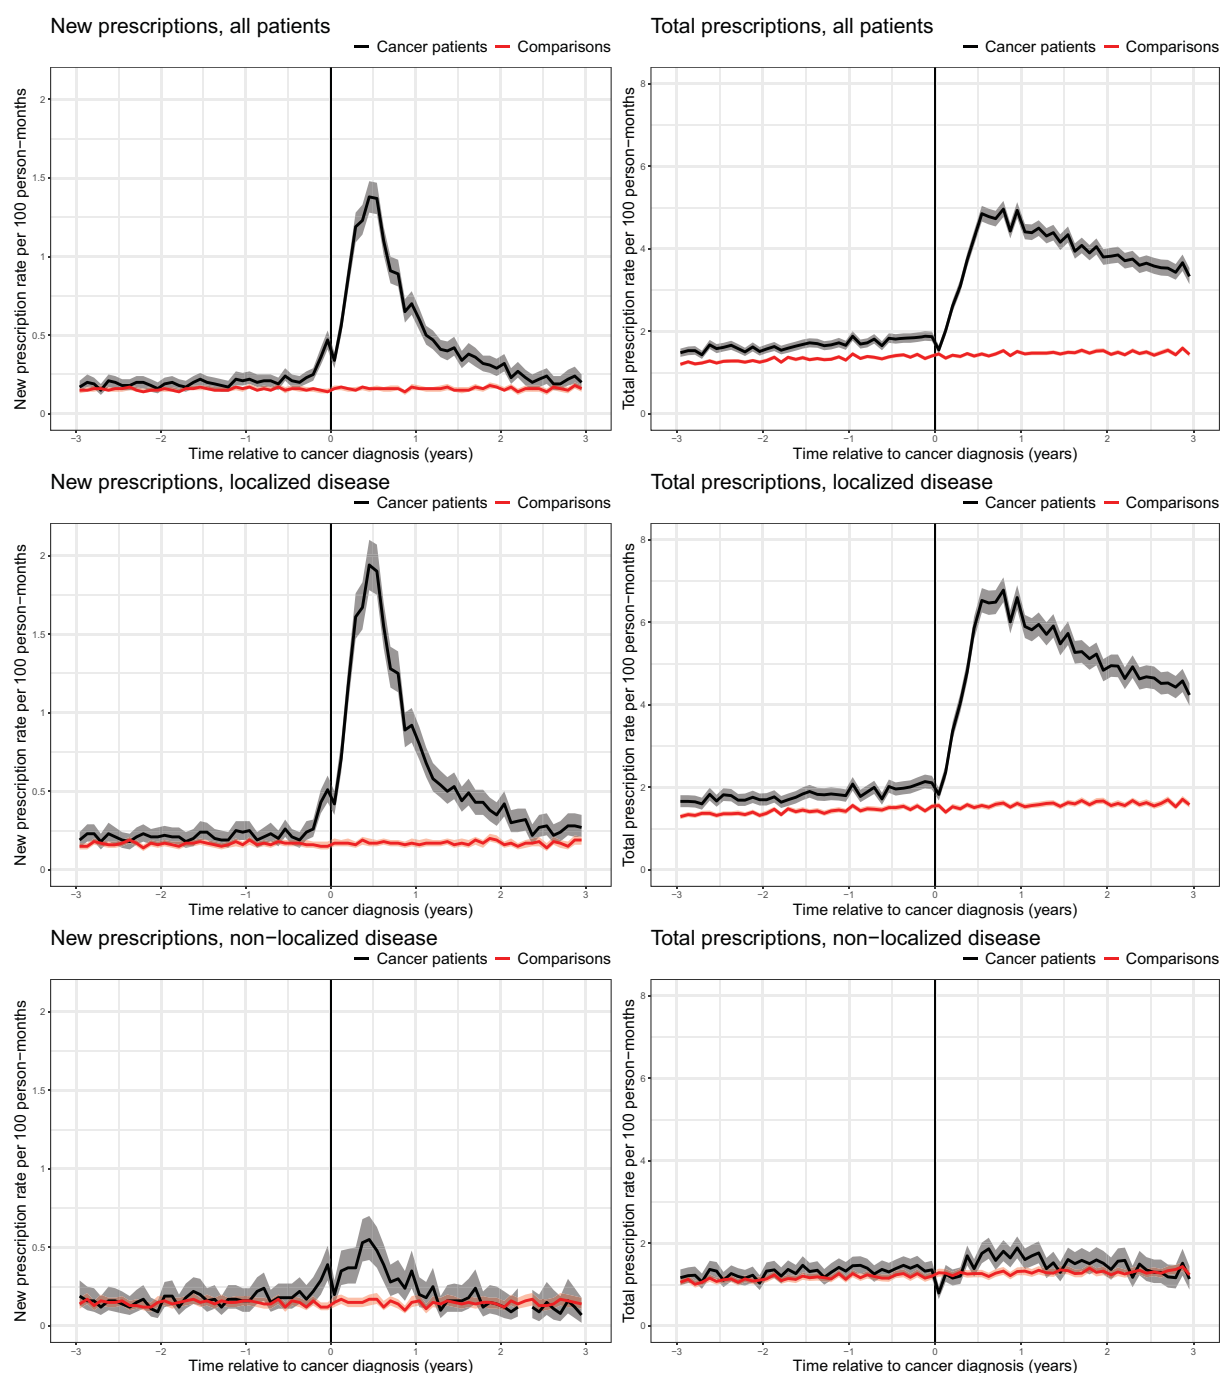 New prescriptions, all patients
Cancer patients Comparisons
New prescription rate per 100 person−months
2
1.5
1
0.5
0
−3 −2 −1 0 1 2 3
Time relative to cancer diagnosis (years)
Total prescriptions, all patients
Cancer patients Comparisons
Total prescription rate per 100 person−months
8
6
4
2
0
−3 −2 −1 0 1 2 3
Time relative to cancer diagnosis (years)
New prescriptions, localized disease
Cancer patients Comparisons
New prescription rate per 100 person−months
2
1.5
1
0.5
0
−3 −2 −1 0 1 2 3
Time relative to cancer diagnosis (years)
Total prescriptions, localized disease
Cancer patients Comparisons
Total prescription rate per 100 person−months
8
6
4
2
0
−3 −2 −1 0 1 2 3
Time relative to cancer diagnosis (years)
New prescriptions, non−localized disease
Cancer patients Comparisons
New prescription rate per 100 person−months
2
1.5
1
0.5
0
−3 −2 −1 0 1 2 3
Time relative to cancer diagnosis (years)
Total prescriptions, non−localized disease
Cancer patients Comparisons
Total prescription rate per 100 person−months
8
6
4
2
0
−3 −2 −1 0 1 2 3
Time relative to cancer diagnosis (years)